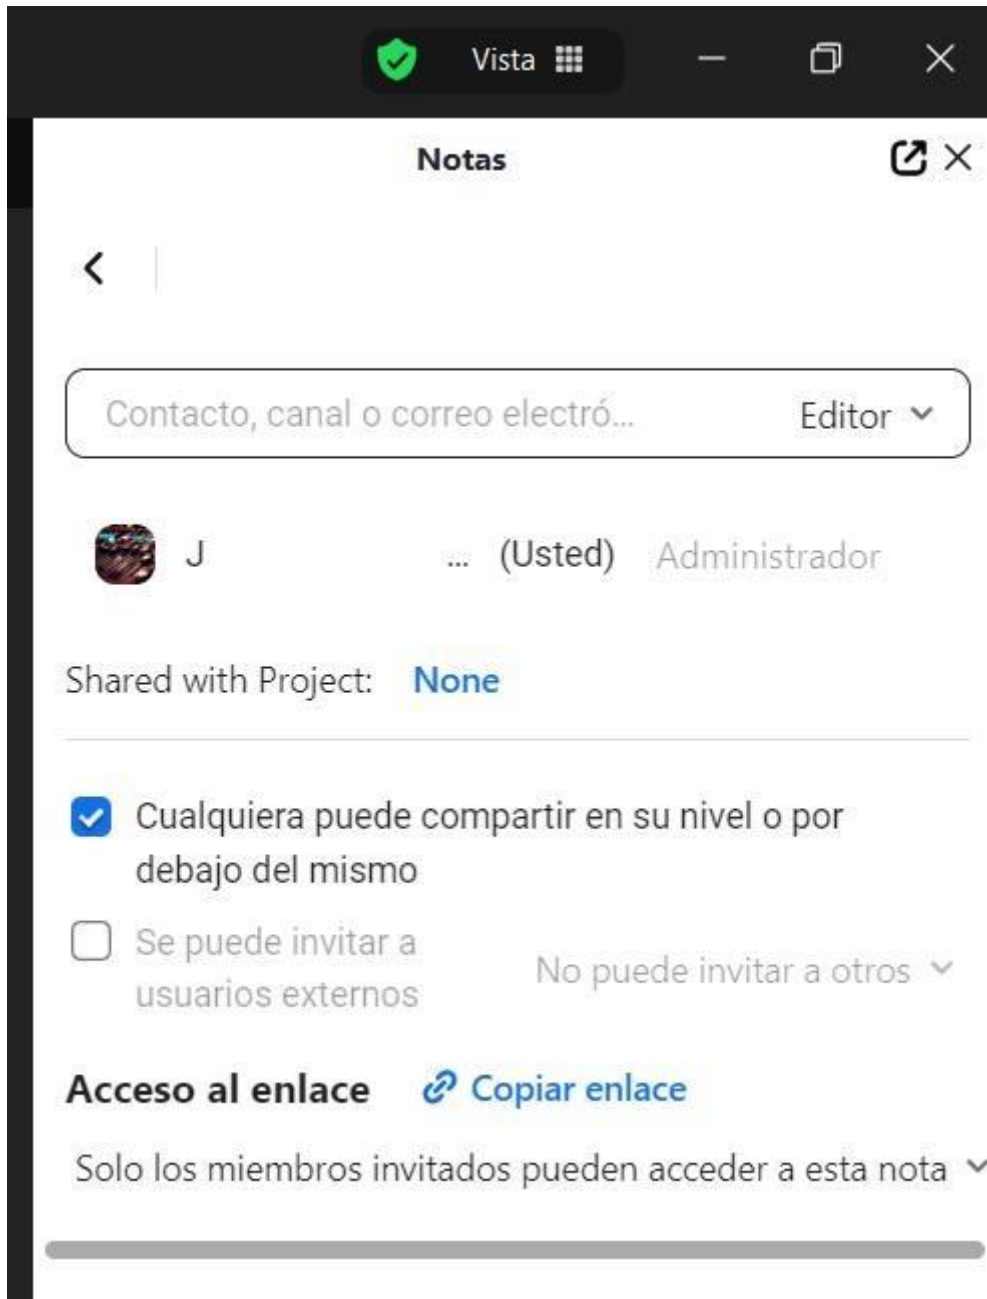 Vista
Notas
Contacto, canal o correo electró... Editor
J ... (Usted) Administrador
Shared with Project: None
Cualquiera puede compartir en su nivel o por
debajo del mismo
Se puede invitar a
usuarios externos
No puede invitar a otros
Acceso al enlace Copiar enlace
Solo los miembros invitados pueden acceder a esta nota